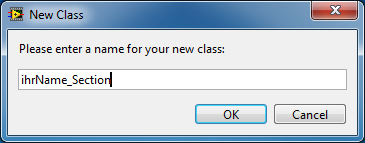 New Class
Please enter a name for your new class:
ihrName_Section
OK
Cancel